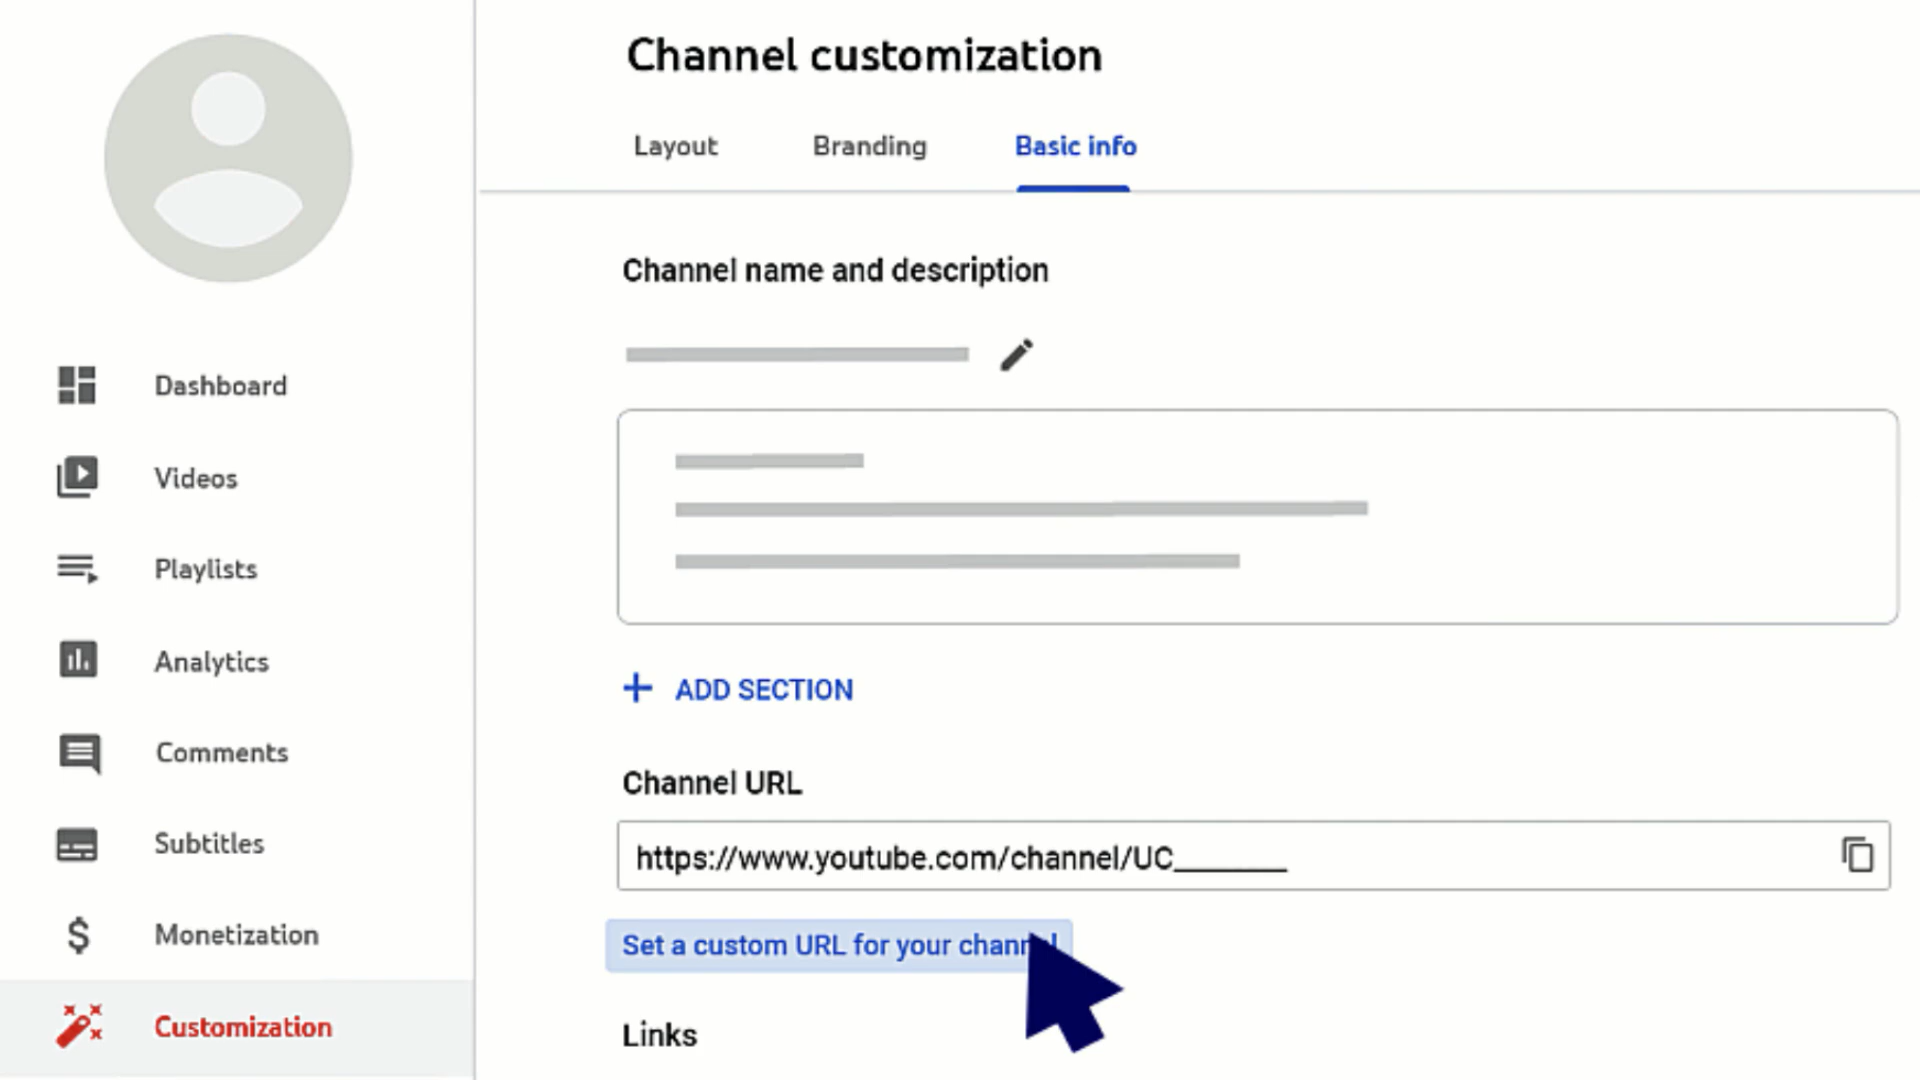 Channel customization
Layout
Branding
Basic info
Channel name and description
ADD SECTION
Channel URL
https://www.youtube.com/channel/UC________
Set a custom URL for your
Links
Dashboard
Videos
Playlists
Analytics
Comments
Subtitles
Monetization
Customization